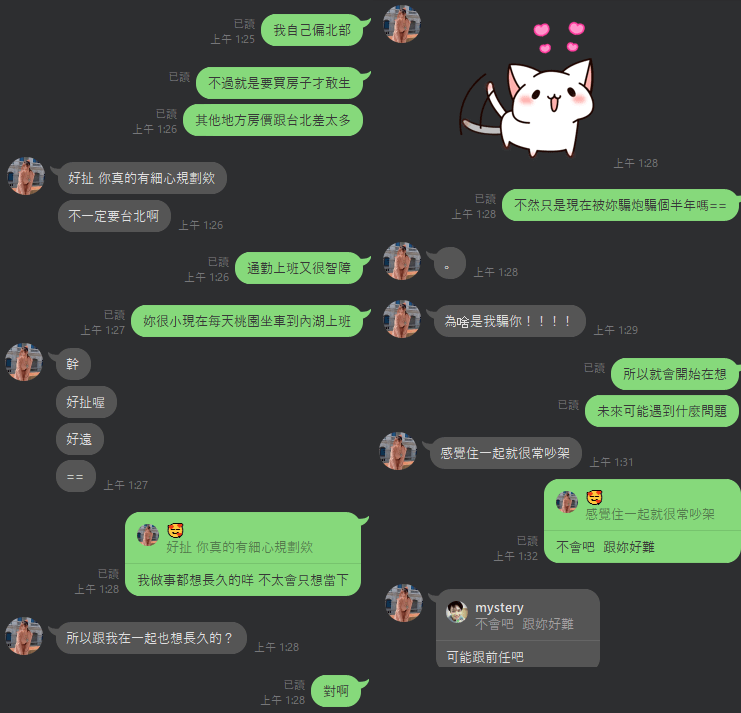 我自己偏北部
已讀
上午 1:25
不過就是要買房子才敢生
已讀
其他地方房價跟台北差太多
已讀
上午 1:26
好扯 你真的有細心規劃欸
不一定要台北啊
上午 1:26
通勤上班又很智障
已讀
上午 1:26
妳很小現在每天桃園坐車到內湖上班
已讀
上午 1:27
幹
好扯喔
好遠
==
上午 1:27
好扯 你真的有細心規劃欸
我做事都想長久的咩 不太會只想當下
已讀
上午 1:28
所以跟我在一起也想長久的？
上午 1:28
對啊
已讀
上午 1:28
上午 1:28
不然只是現在被妳騙炮騙個半年嗎==
已讀
上午 1:28
。
上午 1:28
為啥是我騙你！！！！
上午 1:29
所以就會開始在想
已讀
未來可能遇到什麼問題
已讀
感覺住一起就很常吵架
上午 1:31
🥰
感覺住一起就很常吵架
不會吧 跟妳好難
已讀
上午 1:32
mystery
不會吧 跟妳好難
可能跟前任吧